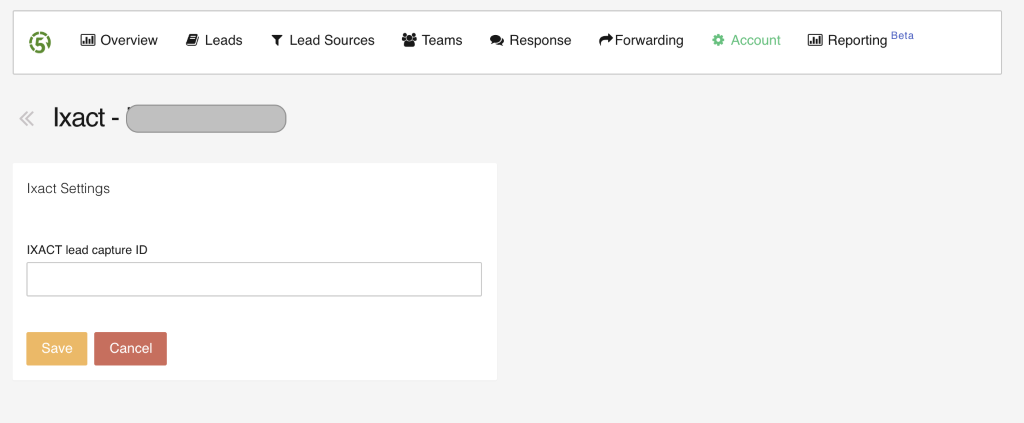 5 Overview Leads Lead Sources Teams Response Forwarding Account Reporting Beta
Ixact -
Ixact Settings
IXACT lead capture ID
Save Cancel